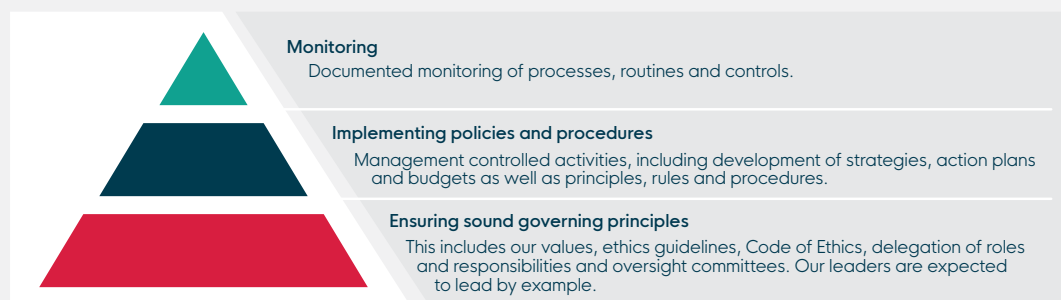 Monitoring
Documented monitoring of processes, routines and controls.
Implementing policies and procedures
Management controlled activities, including development of strategies, action plans
and budgets as well as principles, rules and procedures.
Ensuring sound governing principles
This includes our values, ethics guidelines, Code of Ethics, delegation of roles
and responsibilities and oversight committees. Our leaders are expected
to lead by example.